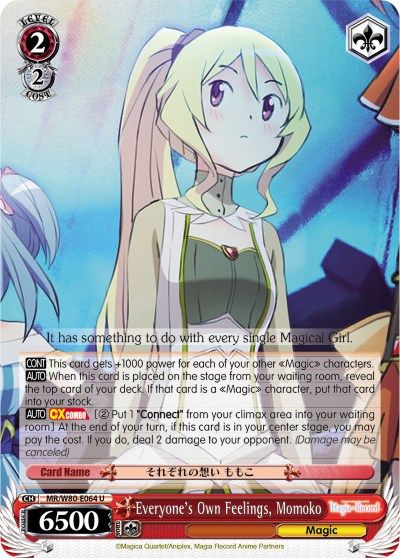 LEVEL
2
2
COST
It has something to do with every single Magical Girl.
CONT This card gets +1000 power for each of your other «Magic» characters.
AUTO When this card is placed on the stage from your waiting room, reveal
the top card of your deck. If that card is a «Magic» character, put that card
into your stock.
AUTO CX COMBO [② Put 1 "Connect" from your climax area into your waiting
room] At the end of your turn, if this card is in your center stage, you may
pay the cost. If you do, deal 2 damage to your opponent. (Damage may be
canceled)
Card Name それぞれの想い ももこ
CH MR/W80-E064 U
POWER 6500
Everyone's Own Feelings, Momoko
Magia Record
Magic
©Magica Quartet/Aniplex, Magia Record Anime Partners